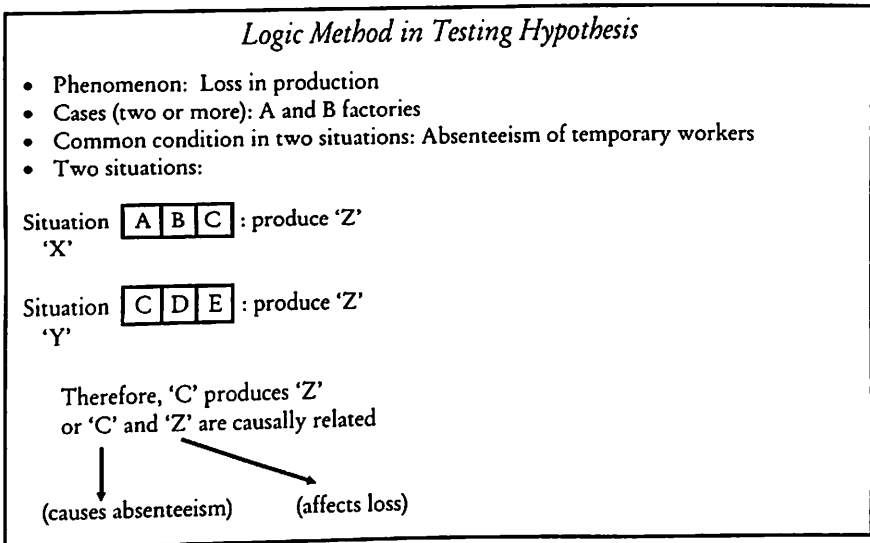 Logic Method in Testing Hypothesis
• Phenomenon: Loss in production
• Cases (two or more): A and B factories
• Common condition in two situations: Absenteeism of temporary workers
• Two situations:
Situation A B C : produce ‘Z’
‘X’
Situation C D E : produce ‘Z’
‘Y’
Therefore, ‘C’ produces ‘Z’
or ‘C’ and ‘Z’ are causally related
(causes absenteeism) (affects loss)